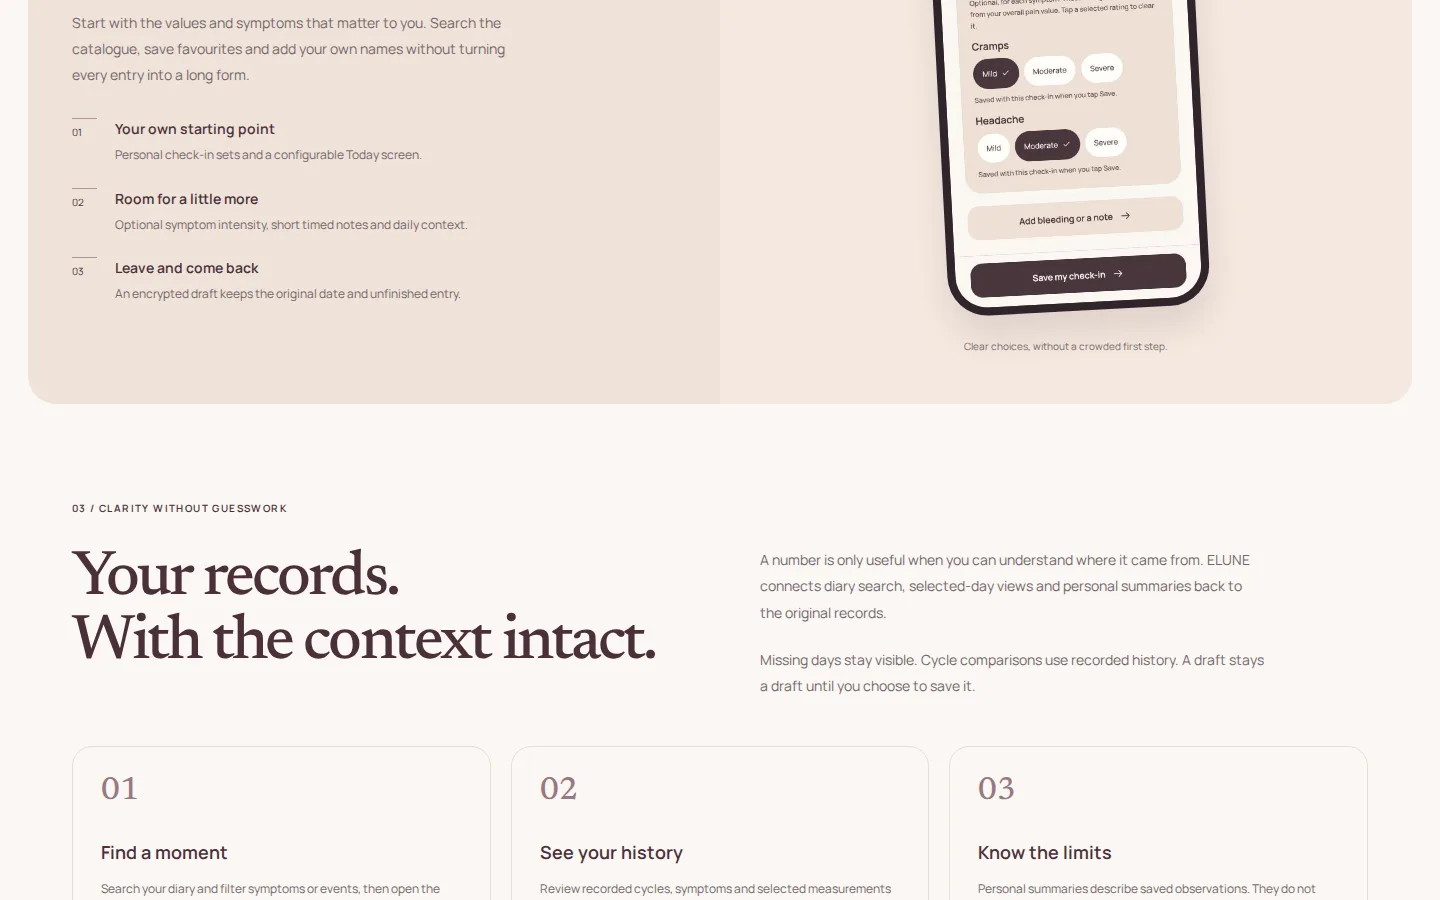 Start with the values and symptoms that matter to you. Search the
catalogue, save favourites and add your own names without turning
every entry into a long form.
01
Your own starting point
Personal check-in sets and a configurable Today screen.
02
Room for a little more
Optional symptom intensity, short timed notes and daily context.
03
Leave and come back
An encrypted draft keeps the original date and unfinished entry.
from your overall pain value. Tap a selected rating to clear
it.
Cramps
Mild ✓ Moderate Severe
Saved with this check-in when you tap Save.
Headache
Mild Moderate ✓ Severe
Saved with this check-in when you tap Save.
Add bleeding or a note →
Save my check-in →
Clear choices, without a crowded first step.
03 / CLARITY WITHOUT GUESSWORK
Your records.
With the context intact.
A number is only useful when you can understand where it came from. ELUNE
connects diary search, selected-day views and personal summaries back to
the original records.
Missing days stay visible. Cycle comparisons use recorded history. A draft stays
a draft until you choose to save it.
01
Find a moment
Search your diary and filter symptoms or events, then open the
02
See your history
Review recorded cycles, symptoms and selected measurements
03
Know the limits
Personal summaries describe saved observations. They do not